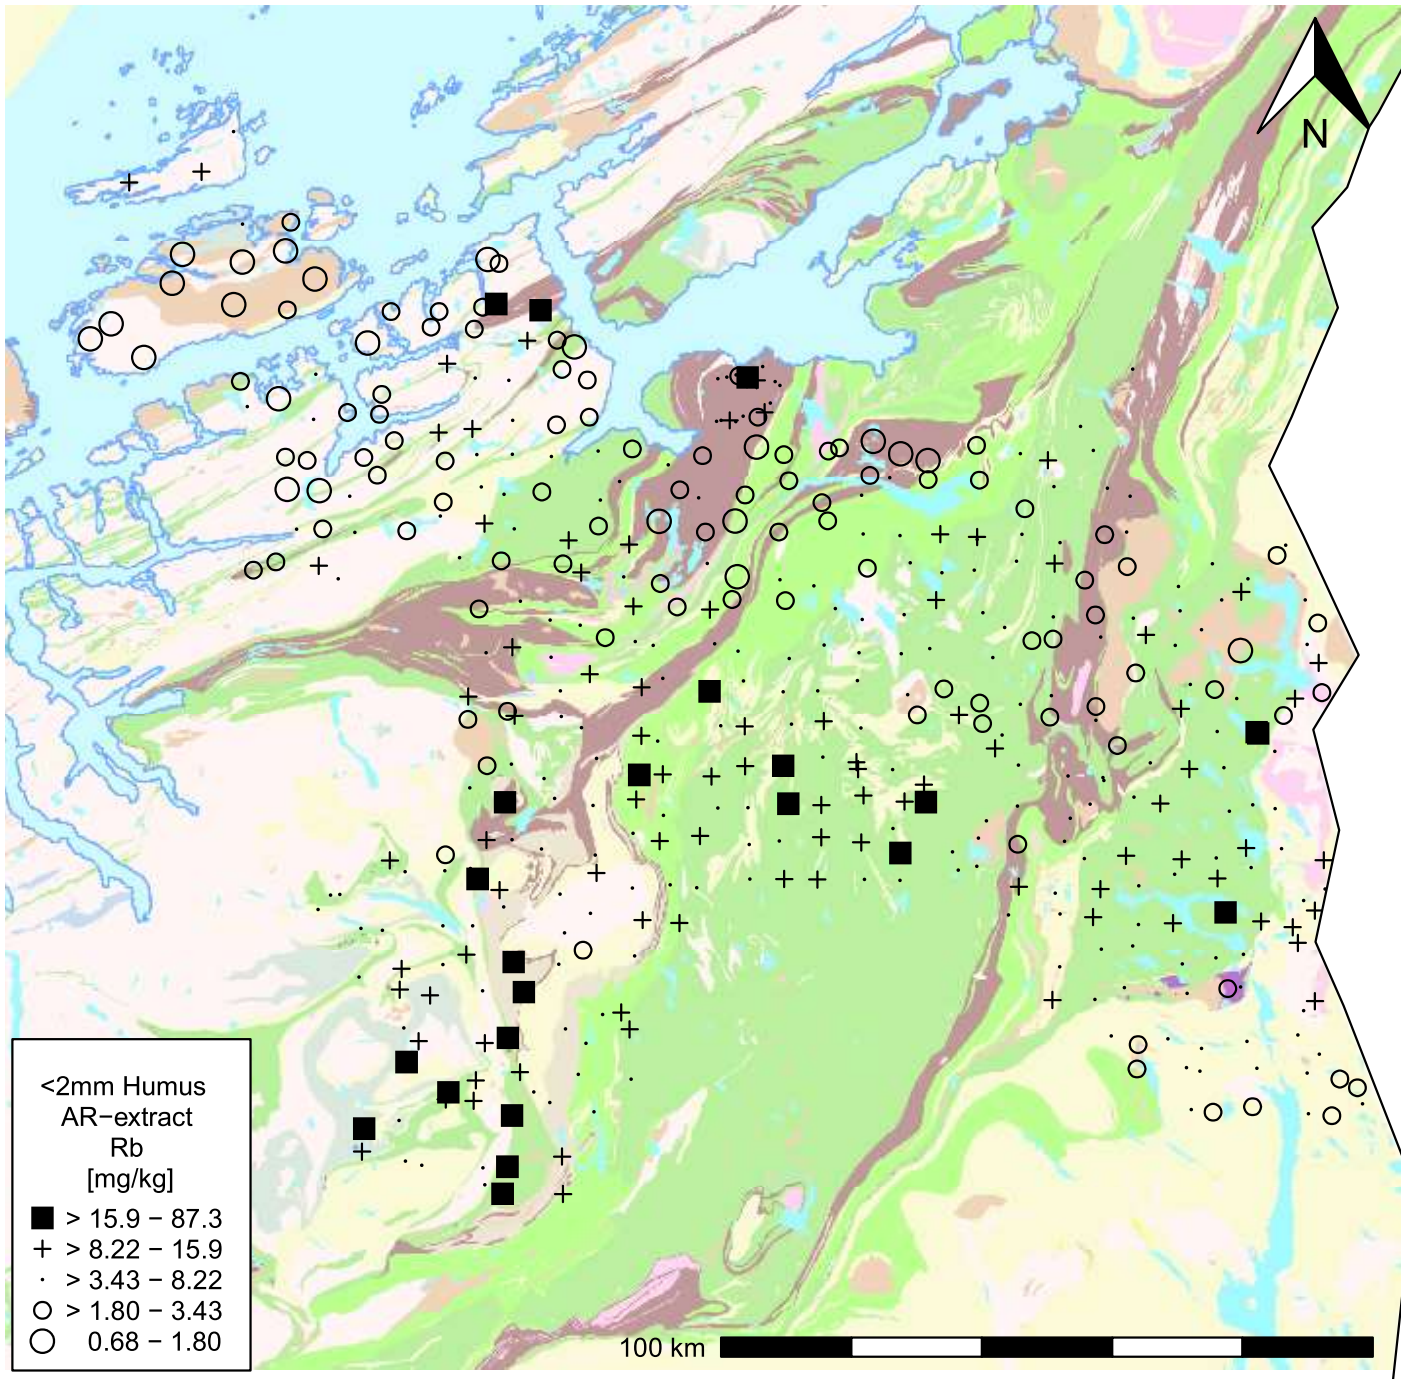 N
<2mm Humus
AR−extract
Rb
[mg/kg]
> 15.9 − 87.3
> 8.22 − 15.9
> 3.43 − 8.22
> 1.80 − 3.43
0.68 − 1.80
100 km